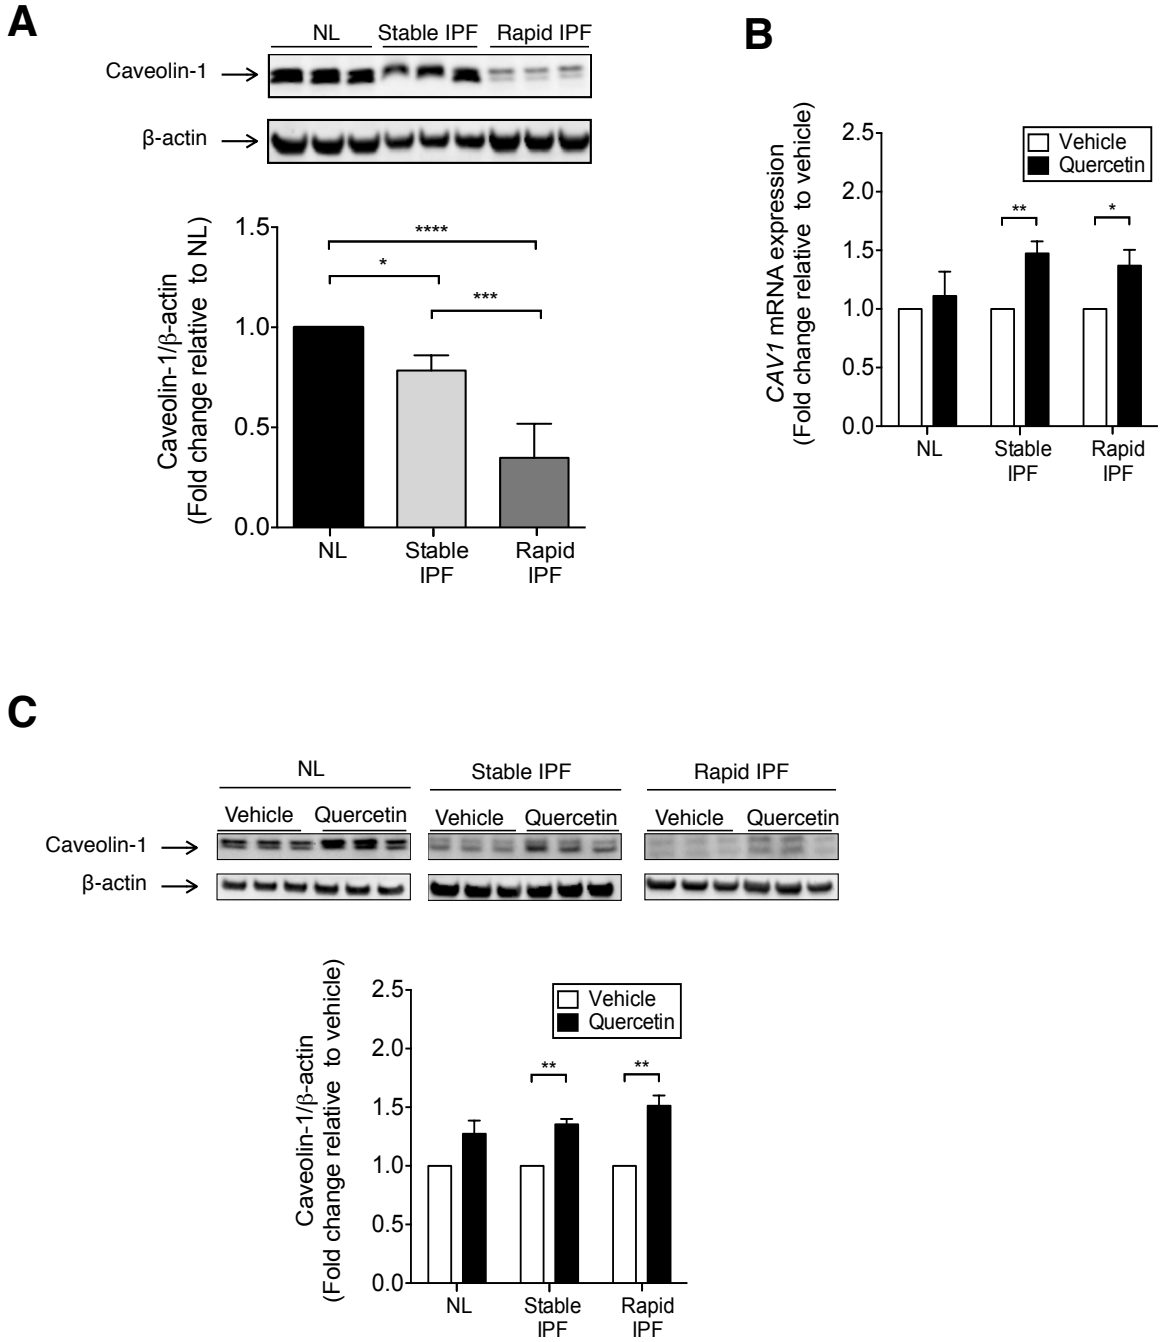 A
NL Stable IPF Rapid IPF
Caveolin-1
β-actin
Caveolin-1/β-actin
(Fold change relative to NL)
1.5
1.0
0.5
0.0
****
*
***
NL Stable IPF Rapid IPF
B
CAV1 mRNA expression
(Fold change relative to vehicle)
2.5
2.0
1.5
1.0
0.5
0.0
Vehicle
Quercetin
**
*
NL Stable IPF Rapid IPF
C
NL Stable IPF Rapid IPF
Vehicle Quercetin Vehicle Quercetin Vehicle Quercetin
Caveolin-1
β-actin
Caveolin-1/β-actin
(Fold change relative to vehicle)
2.5
2.0
1.5
1.0
0.5
0.0
Vehicle
Quercetin
**
**
NL Stable IPF Rapid IPF